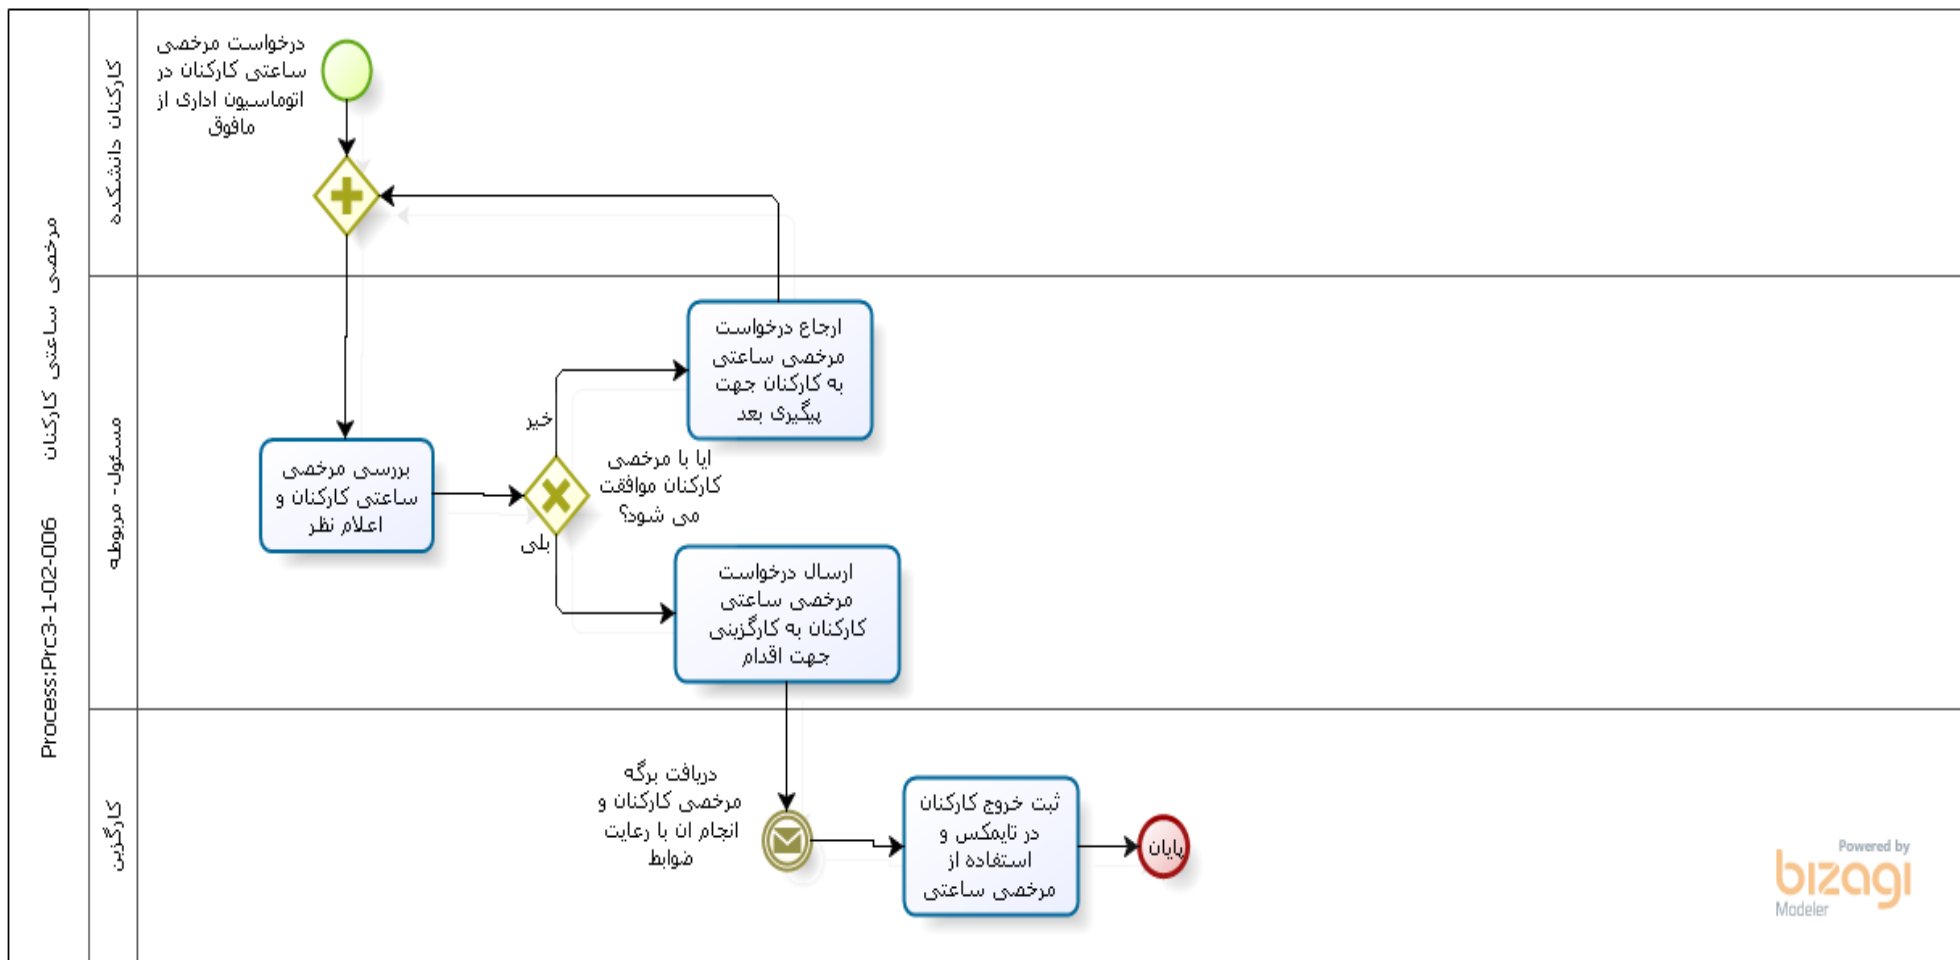 Process:Prc3-1-02-006 مرخصی ساعتی کارکنان
کارکنان دانشکده
درخواست مرخصی
ساعتی کارکنان در
اتوماسیون اداری از
مافوق
مسئول- مربوطه
ارجاع درخواست
مرخصی ساعتی
به کارکنان جهت
پیگیری بعد
خیر
بررسی مرخصی
ساعتی کارکنان و
اعلام نظر
ایا با مرخصی
کارکنان موافقت
می شود؟
بلی
ارسال درخواست
مرخصی ساعتی
کارکنان به کارگزینی
جهت اقدام
کارگزین
دریافت برگه
مرخصی کارکنان و
انجام ان با رعایت
ضوابط
ثبت خروج کارکنان
در تایمکس و
استفاده از
مرخصی ساعتی
پایان
Powered by
bizagi
Modeler